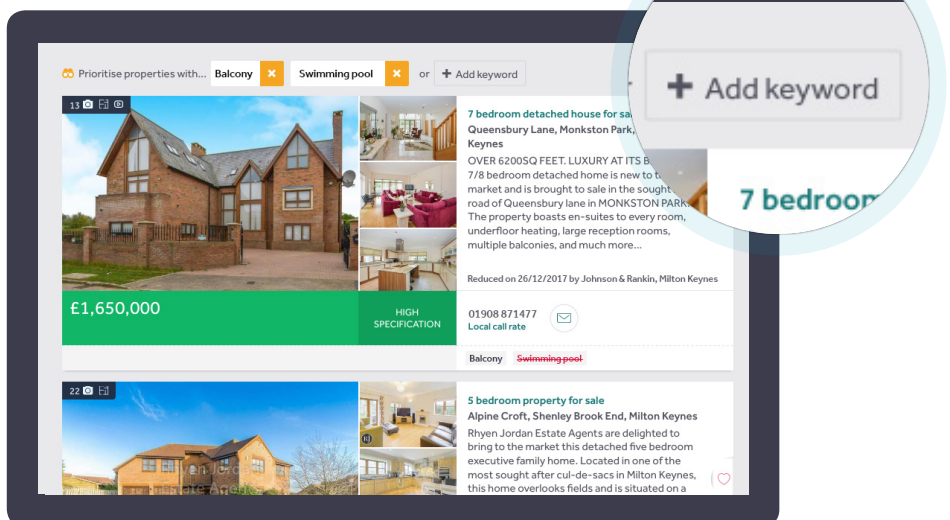 Prioritise properties with... Balcony × Swimming pool × or + Add keyword
13
7 bedroom detached house for sa
Queensbury Lane, Monkston Park,
Keynes
OVER 6200SQ FEET. LUXURY AT ITS B
7/8 bedroom detached home is new to t
market and is brought to sale in the sought
road of Queensbury lane in MONKSTON PARK.
The property boasts en-suites to every room,
underfloor heating, large reception rooms,
multiple balconies, and much more...
Reduced on 26/12/2017 by Johnson & Rankin, Milton Keynes
£1,650,000
HIGH
SPECIFICATION
01908 871477
Local call rate
Balcony Swimming pool
22
5 bedroom property for sale
Alpine Croft, Shenley Brook End, Milton Keynes
Rhyen Jordan Estate Agents are delighted to
bring to the market this detached five bedroom
executive family home. Located in one of the
most sought after cul-de-sacs in Milton Keynes,
this home overlooks fields and is situated on a
Rhyen Jordan
Estate Agen
+ Add keyword
7 bedroom